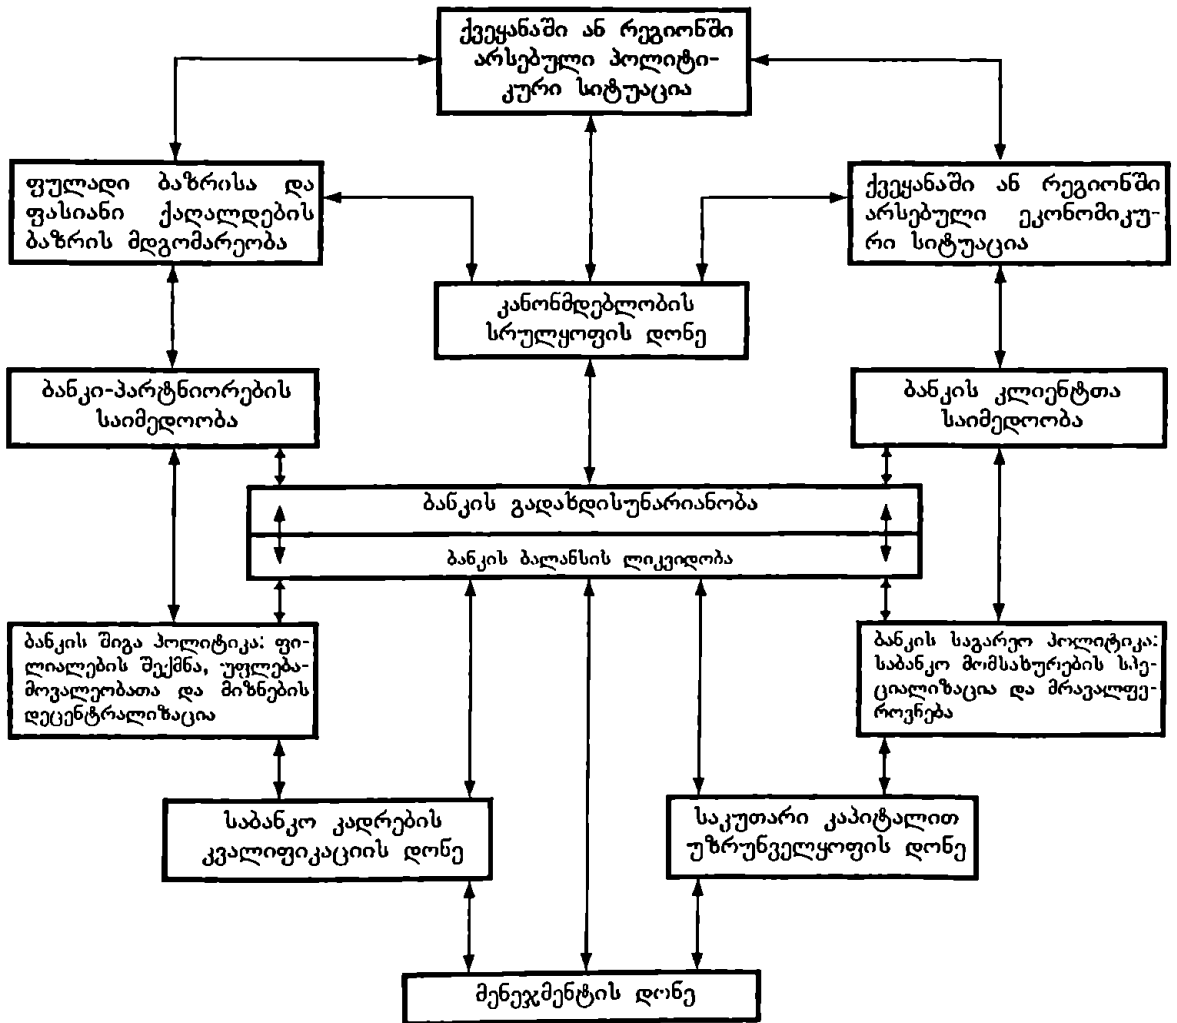 ქვეყანაში ან რეგიონში
არსებული პოლიტი-
კური სიტუაცია
ფულადი ბაზრისა და
ფასიანი ქაღალდების
ბაზრის მდგომარეობა
ქვეყანაში ან რეგიონში
არსებული ეკონომიკუ-
რი სიტუაცია
კანონმდებლობის
სრულყოფის დონე
ბანკი-პარტნიორების
საიმედოობა
ბანკის კლიენტთა
საიმედოობა
ბანკის გადახდისუნარიანობა
ბანკის ბალანსის ლიკვიდობა
ბანკის შიგა პოლიტიკა: ფი-
ლიალების შექმნა, უფლება-
მოვალეობათა და მიზნების
დეცენტრალიზაცია
ბანკის საგარეო პოლიტიკა:
საბანკო მომსახურების სპე-
ციალიზაცია და მრავალფე-
როვნება
საბანკო კადრების
კვალიფიკაციის დონე
საკუთარი კაპიტალით
უზრუნველყოფის დონე
მენეჯმენტის დონე